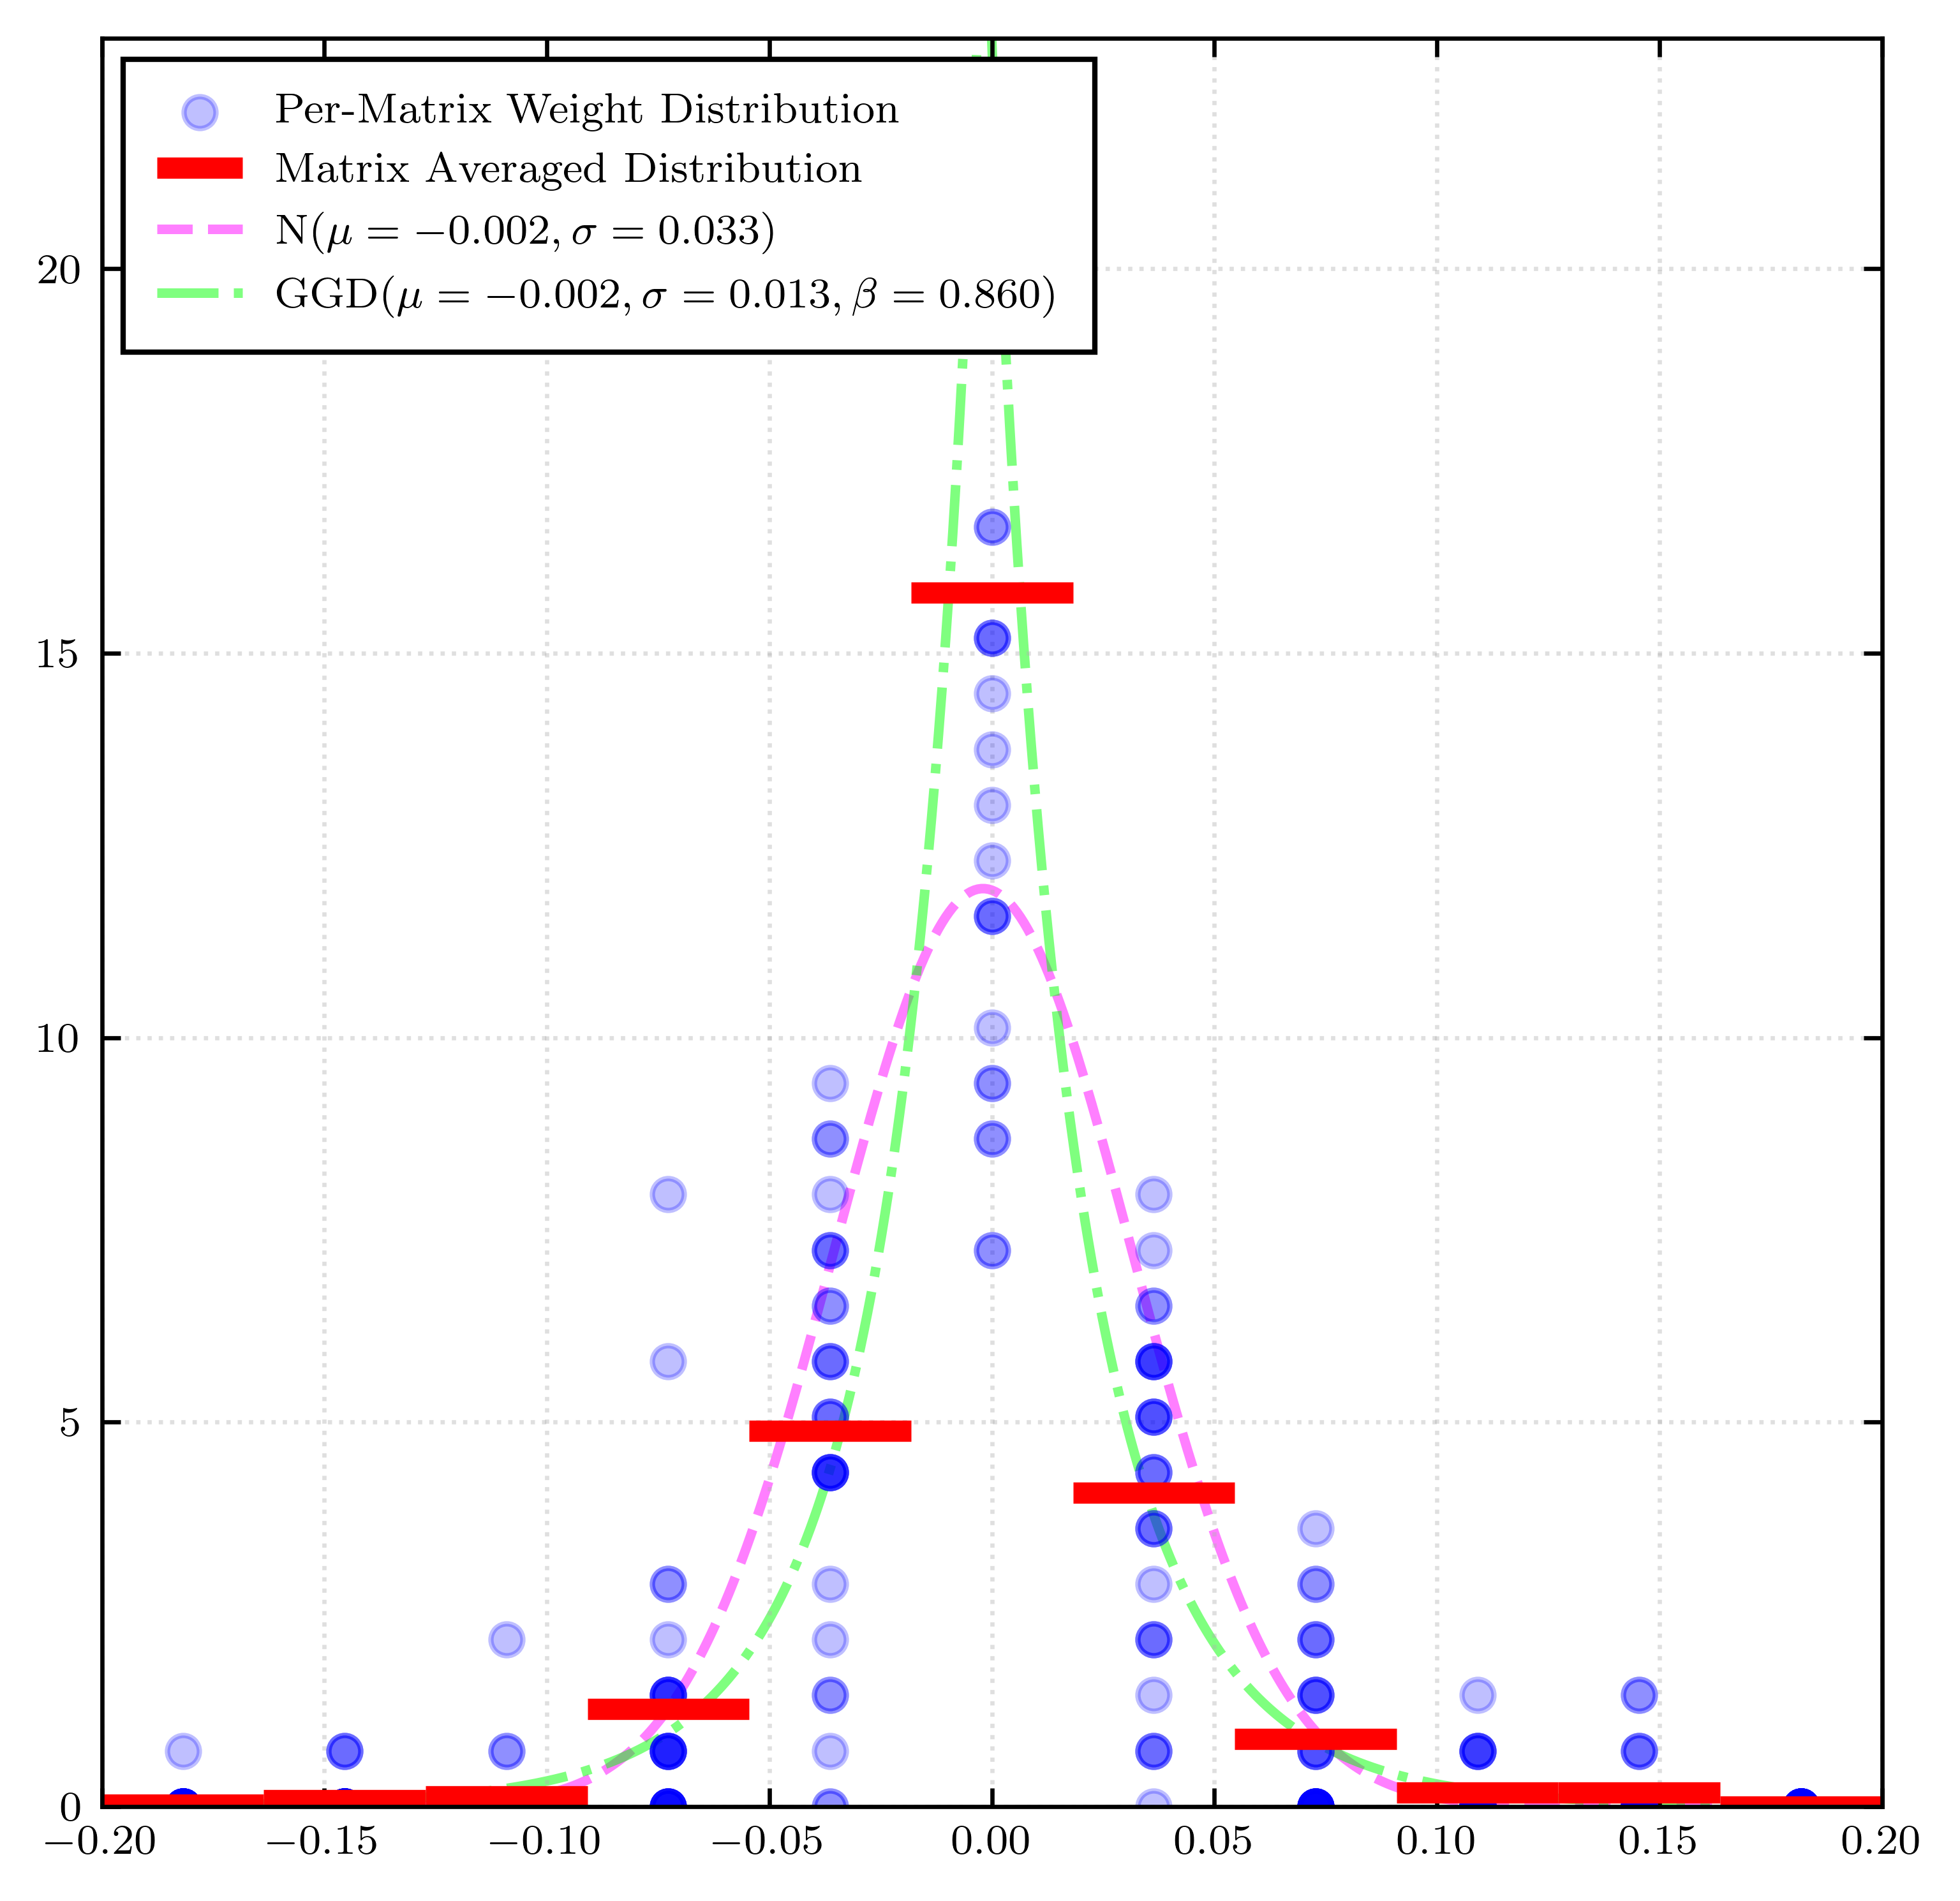 Per-Matrix Weight Distribution
Matrix Averaged Distribution
N(μ = −0.002, σ = 0.033)
GGD(μ = −0.002, σ = 0.013, β = 0.860)
20
15
10
5
0
−0.20 −0.15 −0.10 −0.05 0.00 0.05 0.10 0.15 0.20